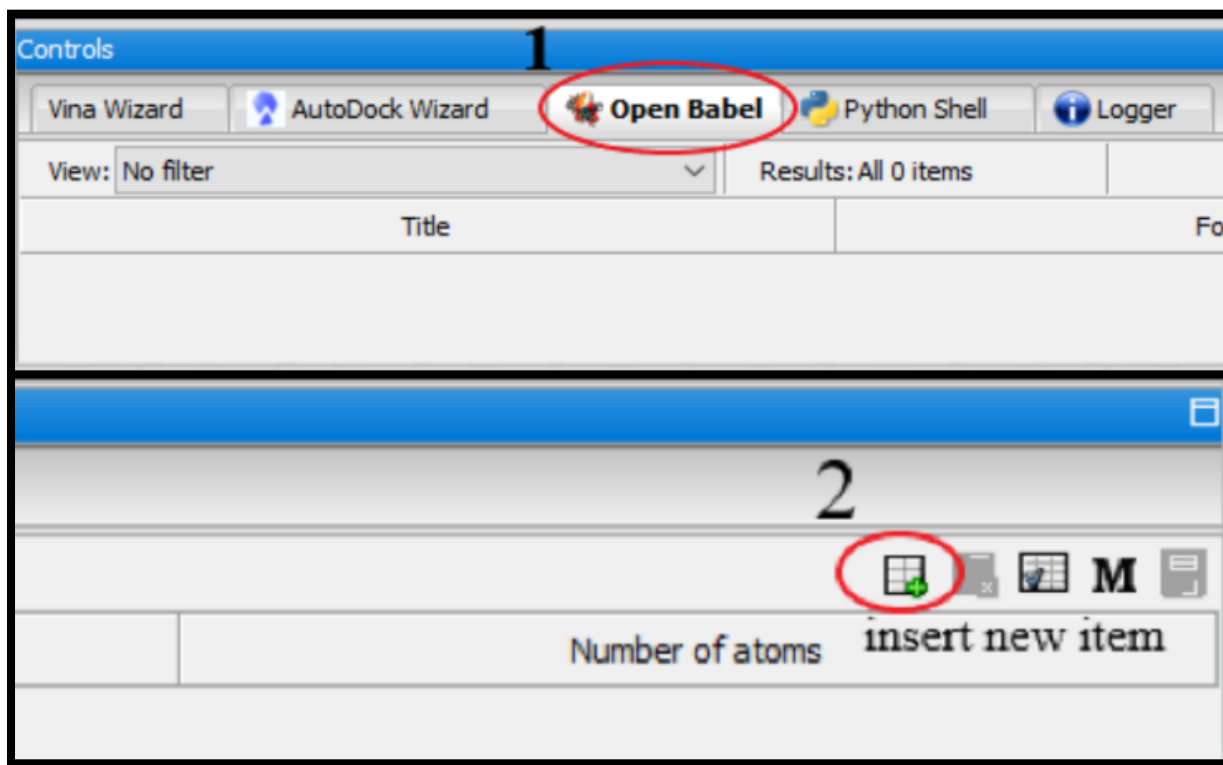 Controls
1
Vina Wizard AutoDock Wizard Open Babel Python Shell Logger
View: No filter Results: All 0 items
Title Fo
2
M
Number of atoms insert new item